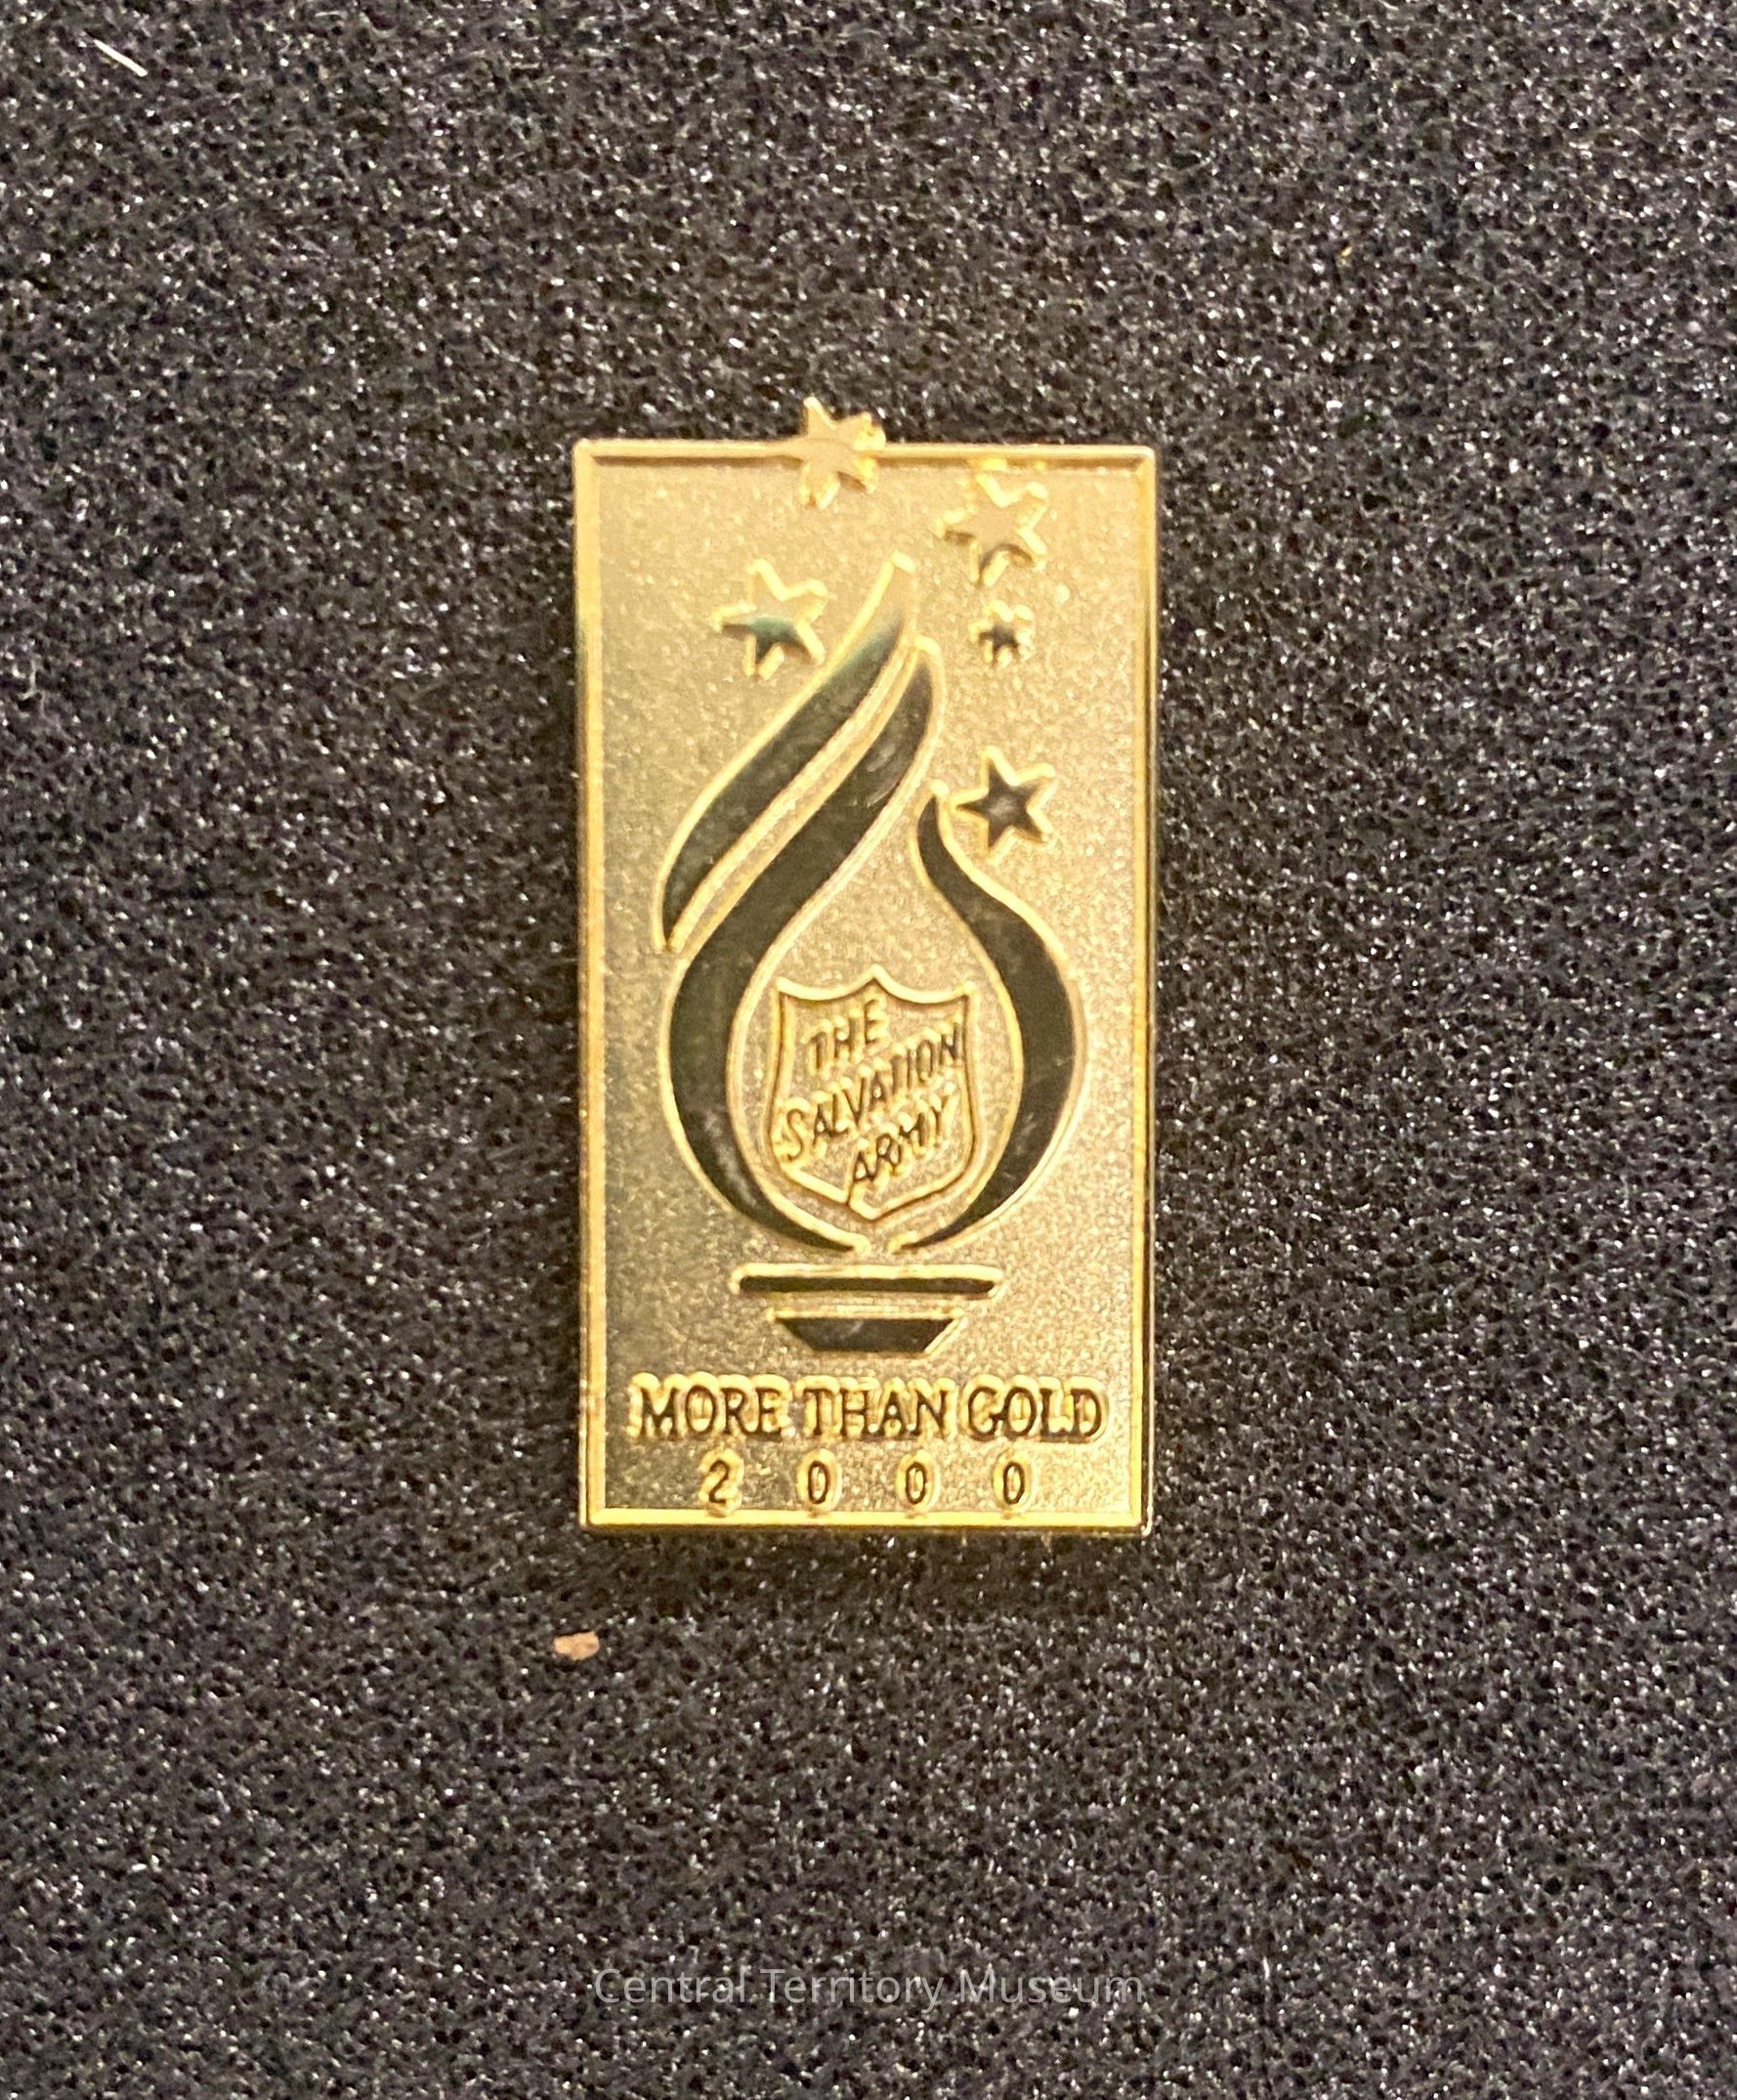 THE
SALVATION
ARMY
MORE THAN GOLD
2000
Central Territory Museum